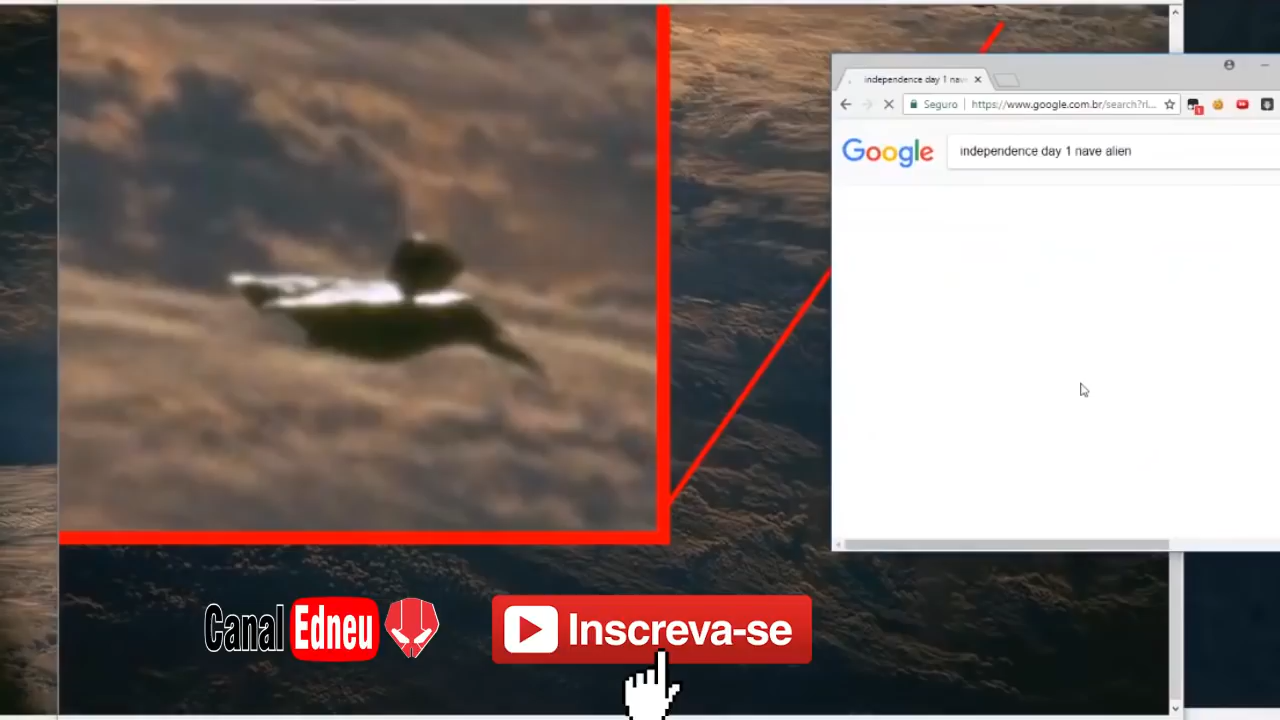 independence day 1 nav
Seguro
https://www.google.com.br/search?rl...
Google
independence day 1 nave alien
Canal Edneu
Inscreva-se